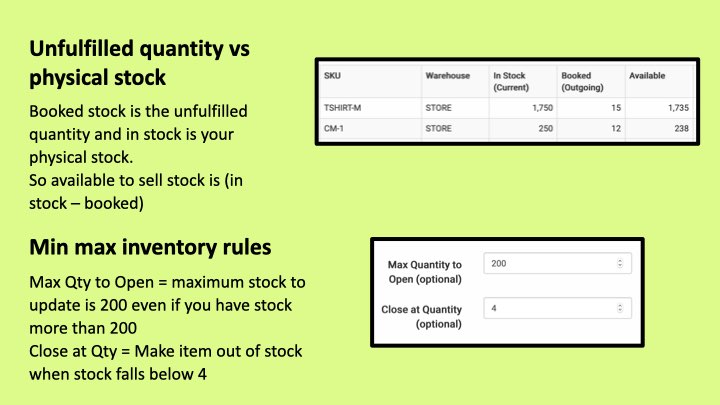 Unfulfilled quantity vs
physical stock
Booked stock is the unfulfilled
quantity and in stock is your
physical stock.
So available to sell stock is (in
stock – booked)
SKU Warehouse In Stock (Current) Booked (Outgoing) Available
TSHIRT-M STORE 1,750 15 1,735
CM-1 STORE 250 12 238
Min max inventory rules
Max Qty to Open = maximum stock to
update is 200 even if you have stock
more than 200
Close at Qty = Make item out of stock
when stock falls below 4
Max Quantity to 200
Open (optional)
Close at Quantity 4
(optional)